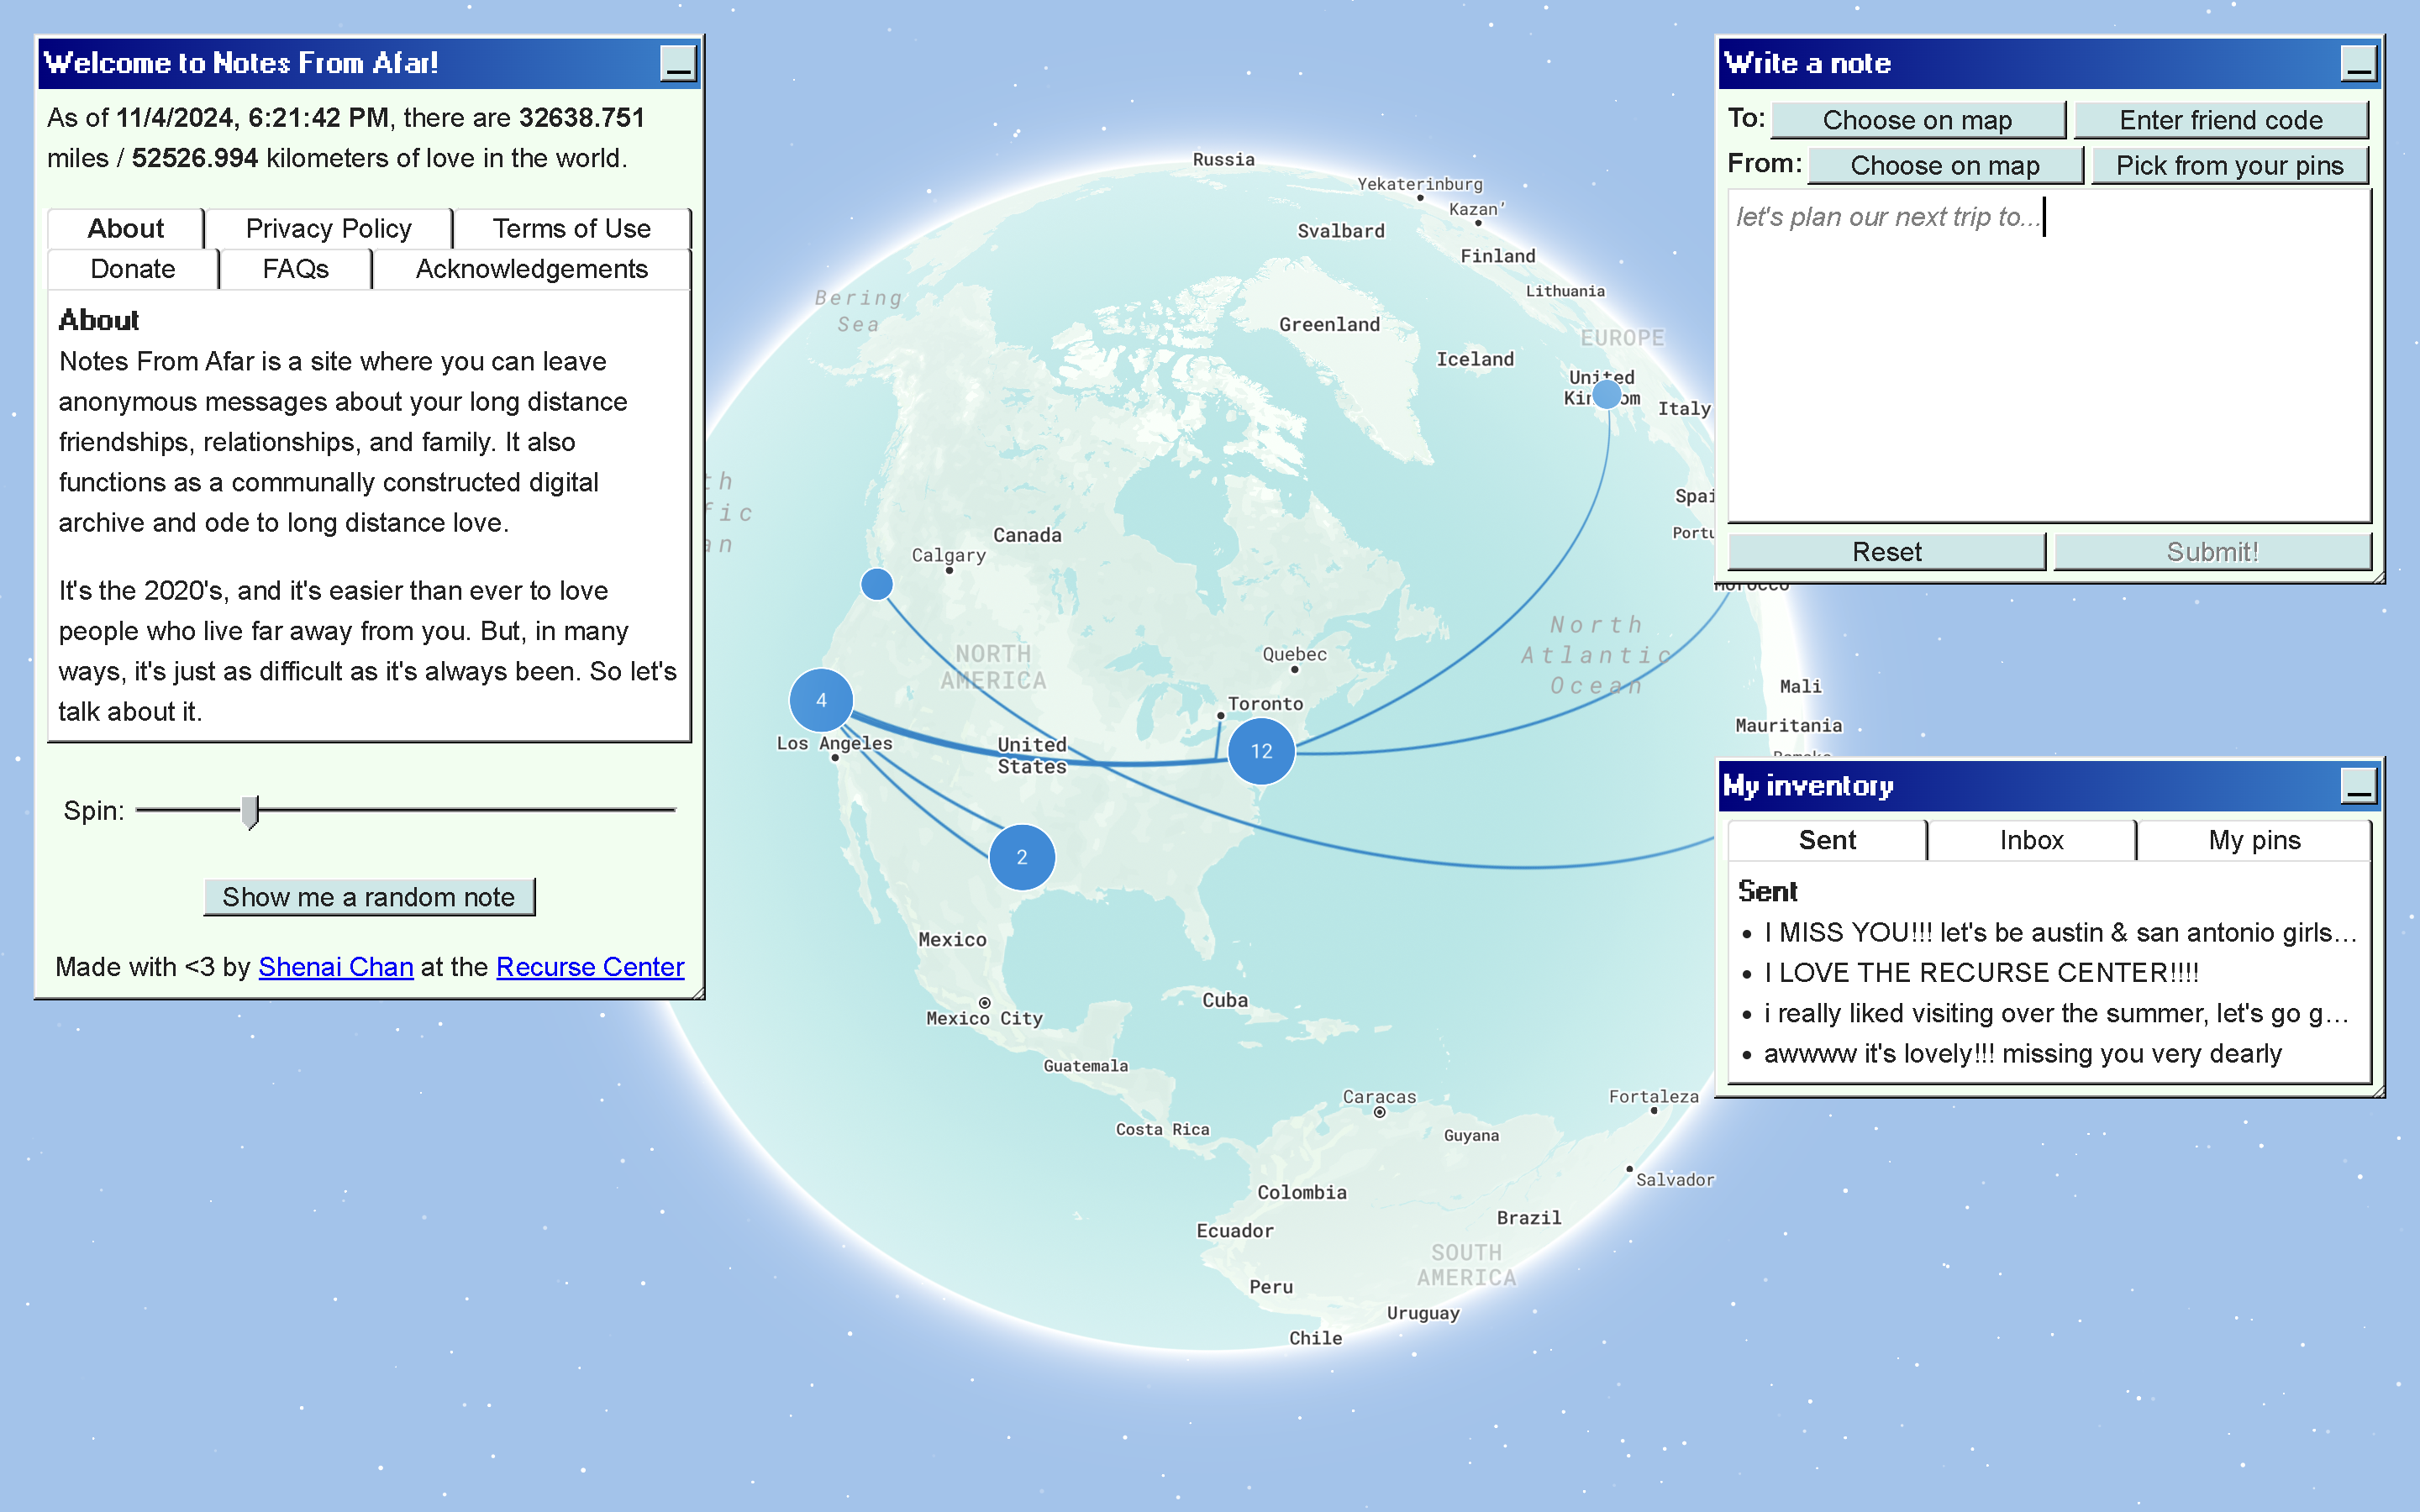 Welcome to Notes From Afar!
As of 11/4/2024, 6:21:42 PM, there are 32638.751
miles / 52526.994 kilometers of love in the world.
About
Privacy Policy
Terms of Use
Donate
FAQs
Acknowledgements
About
Notes From Afar is a site where you can leave
anonymous messages about your long distance
friendships, relationships, and family. It also
functions as a communally constructed digital
archive and ode to long distance love.
It's the 2020's, and it's easier than ever to love
people who live far away from you. But, in many
ways, it's just as difficult as it's always been. So let's
talk about it.
Spin:
Show me a random note
Made with <3 by Shenai Chan at the Recurse Center
Russia
Yekaterinburg
Kazan’
Svalbard
Finland
Lithuania
Bering
Sea
Greenland
EUROPE
Iceland
United
Kingdom
Italy
Canada
Calgary
North
Atlantic
Ocean
NORTH
AMERICA
Quebec
Toronto
4
12
Los Angeles
United
States
2
Mali
Mauritania
Morocco
Mexico
Mexico City
Cuba
Guatemala
Costa Rica
Caracas
Guyana
Fortaleza
Salvador
Colombia
Ecuador
Brazil
SOUTH
AMERICA
Peru
Uruguay
Chile
Write a note
To:
Choose on map
Enter friend code
From:
Choose on map
Pick from your pins
let's plan our next trip to...
Reset
Submit!
My inventory
Sent
Inbox
My pins
Sent
• I MISS YOU!!! let's be austin & san antonio girls...
• I LOVE THE RECURSE CENTER!!!!
• i really liked visiting over the summer, let's go g...
• awwww it's lovely!!! missing you very dearly